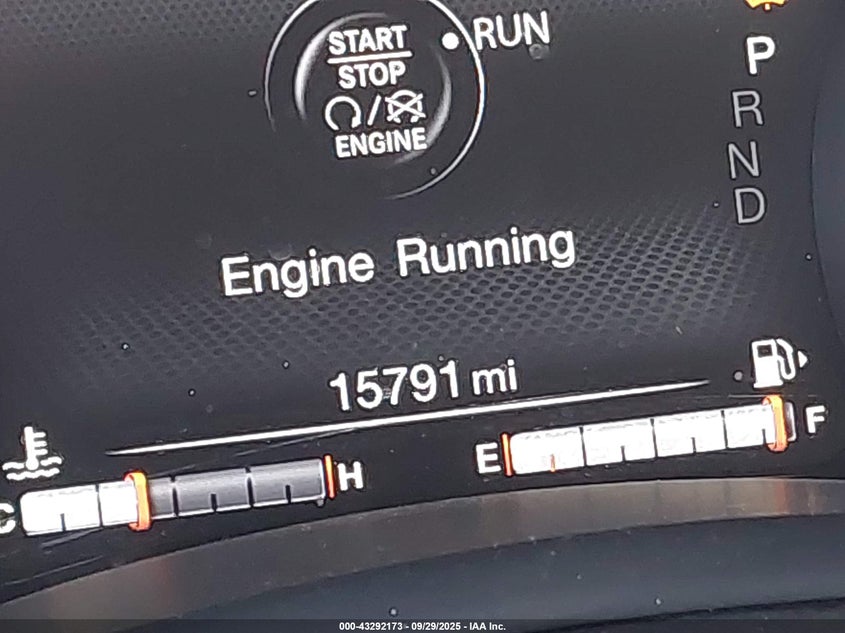 START
STOP
ENGINE
RUN
P
R
N
D
Engine Running
15791 mi
C
H
E
F
000-43292173 - 09/29/2025 - IAA Inc.